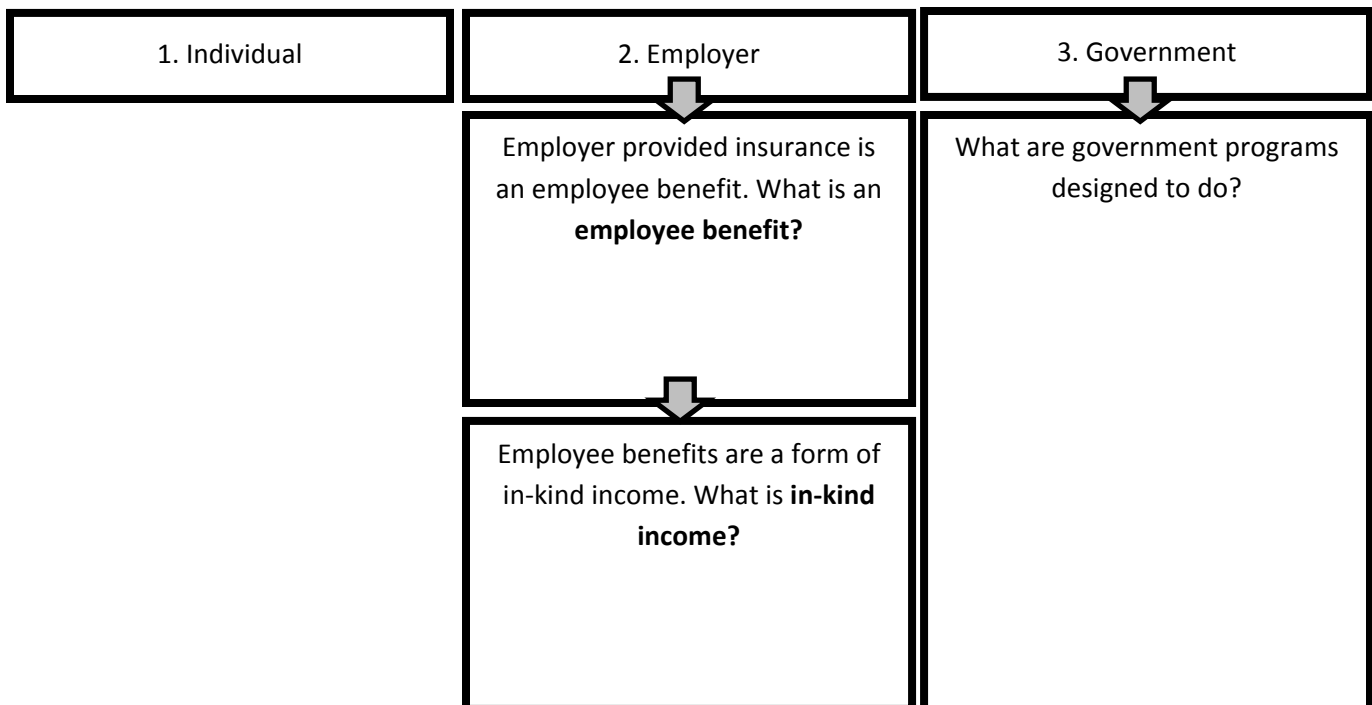 1. Individual
2. Employer
3. Government
Employer provided insurance is
an employee benefit. What is an
employee benefit?
What are government programs
designed to do?
Employee benefits are a form of
in-kind income. What is in-kind
income?